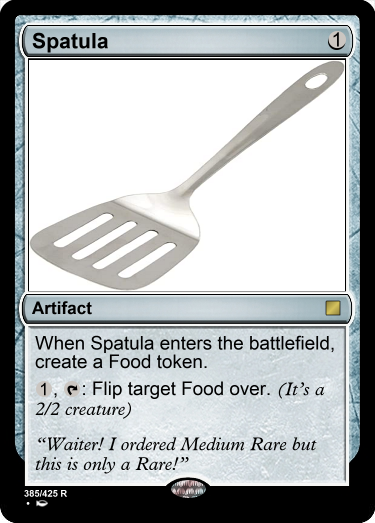 Spatula 1
Artifact
When Spatula enters the battlefield,
create a Food token.
1, : Flip target Food over. (It's a
2/2 creature)
“Waiter! I ordered Medium Rare but
this is only a Rare!”
385/425 R